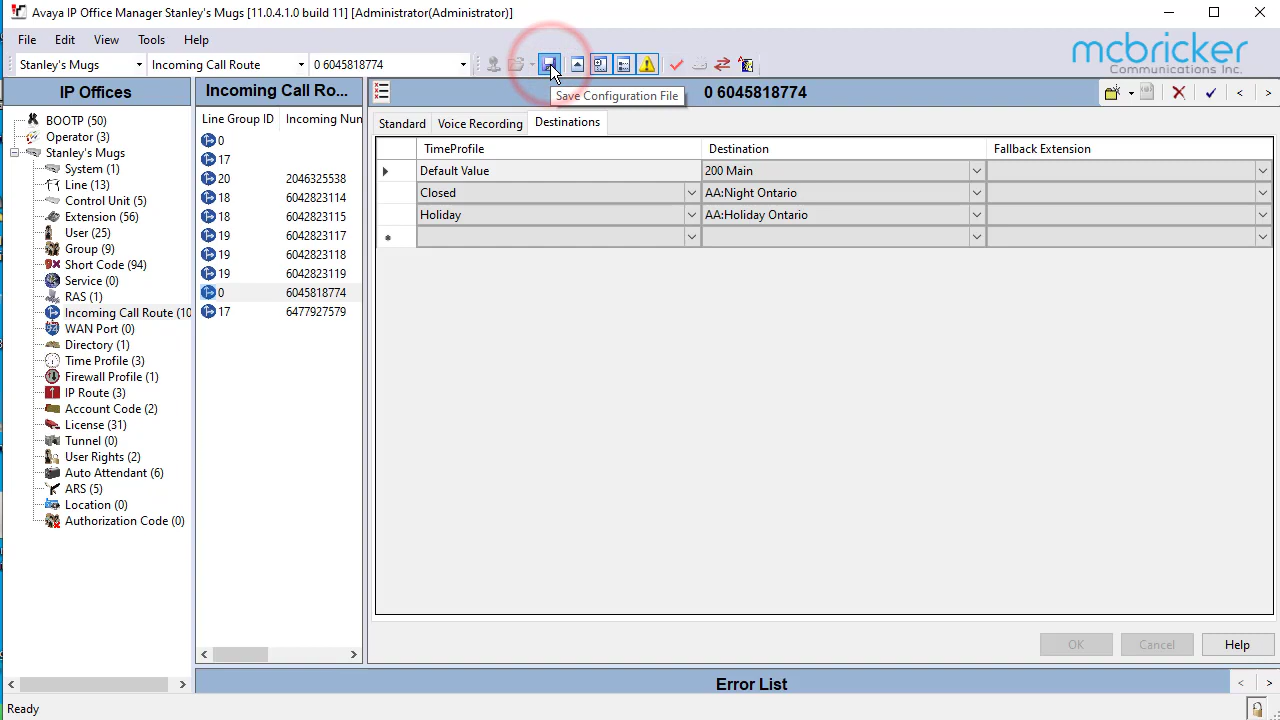 Avaya IP Office Manager Stanley's Mugs [11.0.4.1.0 build 11] [Administrator(Administrator)]
File Edit View Tools Help
Stanley's Mugs Incoming Call Route 0 6045818774
mcbricker
Communications Inc.
Save Configuration File
IP Offices
BOOTP (50)
Operator (3)
Stanley's Mugs
System (1)
Line (13)
Control Unit (5)
Extension (56)
User (25)
Group (9)
Short Code (94)
Service (0)
RAS (1)
Incoming Call Route (10
WAN Port (0)
Directory (1)
Time Profile (3)
Firewall Profile (1)
IP Route (3)
Account Code (2)
License (31)
Tunnel (0)
User Rights (2)
Auto Attendant (6)
ARS (5)
Location (0)
Authorization Code (0)
Incoming Call Ro...
Line Group ID Incoming Num
0
17
20 2046325538
18 6042823114
18 6042823115
19 6042823117
19 6042823118
19 6042823119
0 6045818774
17 6477927579
0 6045818774
Standard Voice Recording Destinations
TimeProfile Destination Fallback Extension
Default Value 200 Main
Closed AA:Night Ontario
Holiday AA:Holiday Ontario
OK Cancel Help
Error List
Ready